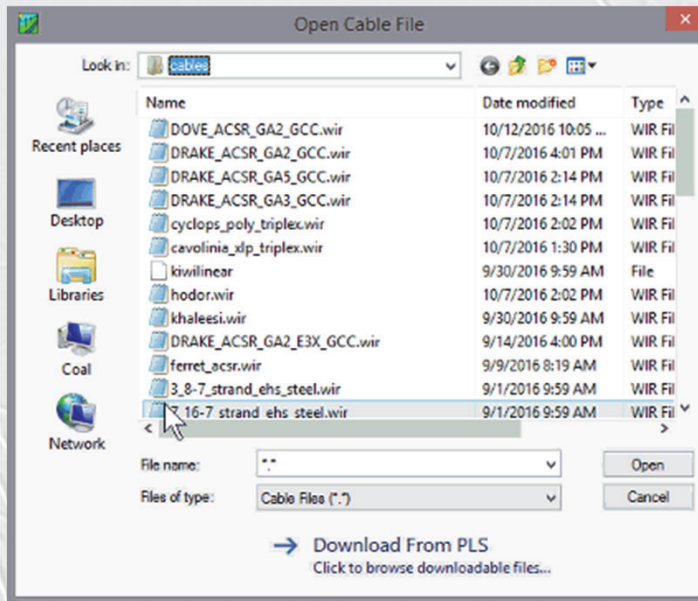 Open Cable File
Look in: cables
Name Date modified Type
DOVE_ACSR_GA2_GCC.wir 10/12/2016 10:05 ... WIR Fil
DRAKE_ACSR_GA2_GCC.wir 10/7/2016 4:01 PM WIR Fil
DRAKE_ACSR_GA5_GCC.wir 10/7/2016 2:14 PM WIR Fil
DRAKE_ACSR_GA3_GCC.wir 10/7/2016 2:14 PM WIR Fil
cyclops_poly_triplex.wir 10/7/2016 2:02 PM WIR Fil
cavolinia_xlp_triplex.wir 10/7/2016 1:30 PM WIR Fil
kiwilinear 9/30/2016 9:59 AM File
hodor.wir 10/7/2016 2:02 PM WIR Fil
khaleesi.wir 9/30/2016 9:59 AM WIR Fil
DRAKE_ACSR_GA2_E3X_GCC.wir 9/14/2016 4:00 PM WIR Fil
ferret_acsr.wir 9/9/2016 8:19 AM WIR Fil
3_8-7_strand_ehs_steel.wir 9/1/2016 9:59 AM WIR Fil
7_16-7_strand_ehs_steel.wir 9/1/2016 9:59 AM WIR Fil
Recent places
Desktop
Libraries
Coal
Network
File name: *.* Open
Files of type: Cable Files (*.*) Cancel
Download From PLS
Click to browse downloadable files...